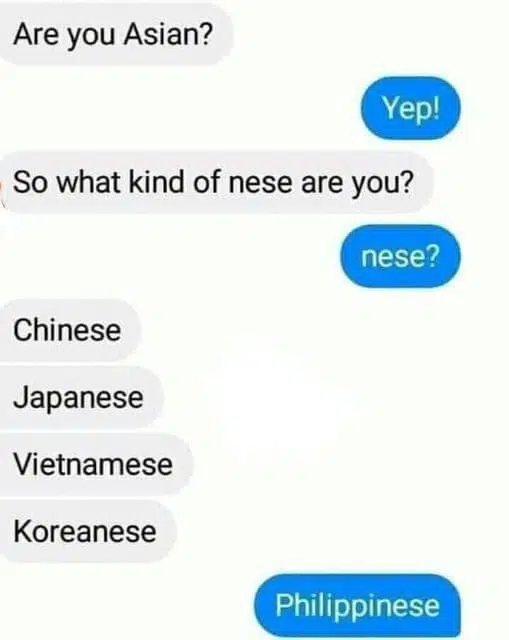 Are you Asian?
Yep!
So what kind of nese are you?
nese?
Chinese
Japanese
Vietnamese
Koreanese
Philippinese